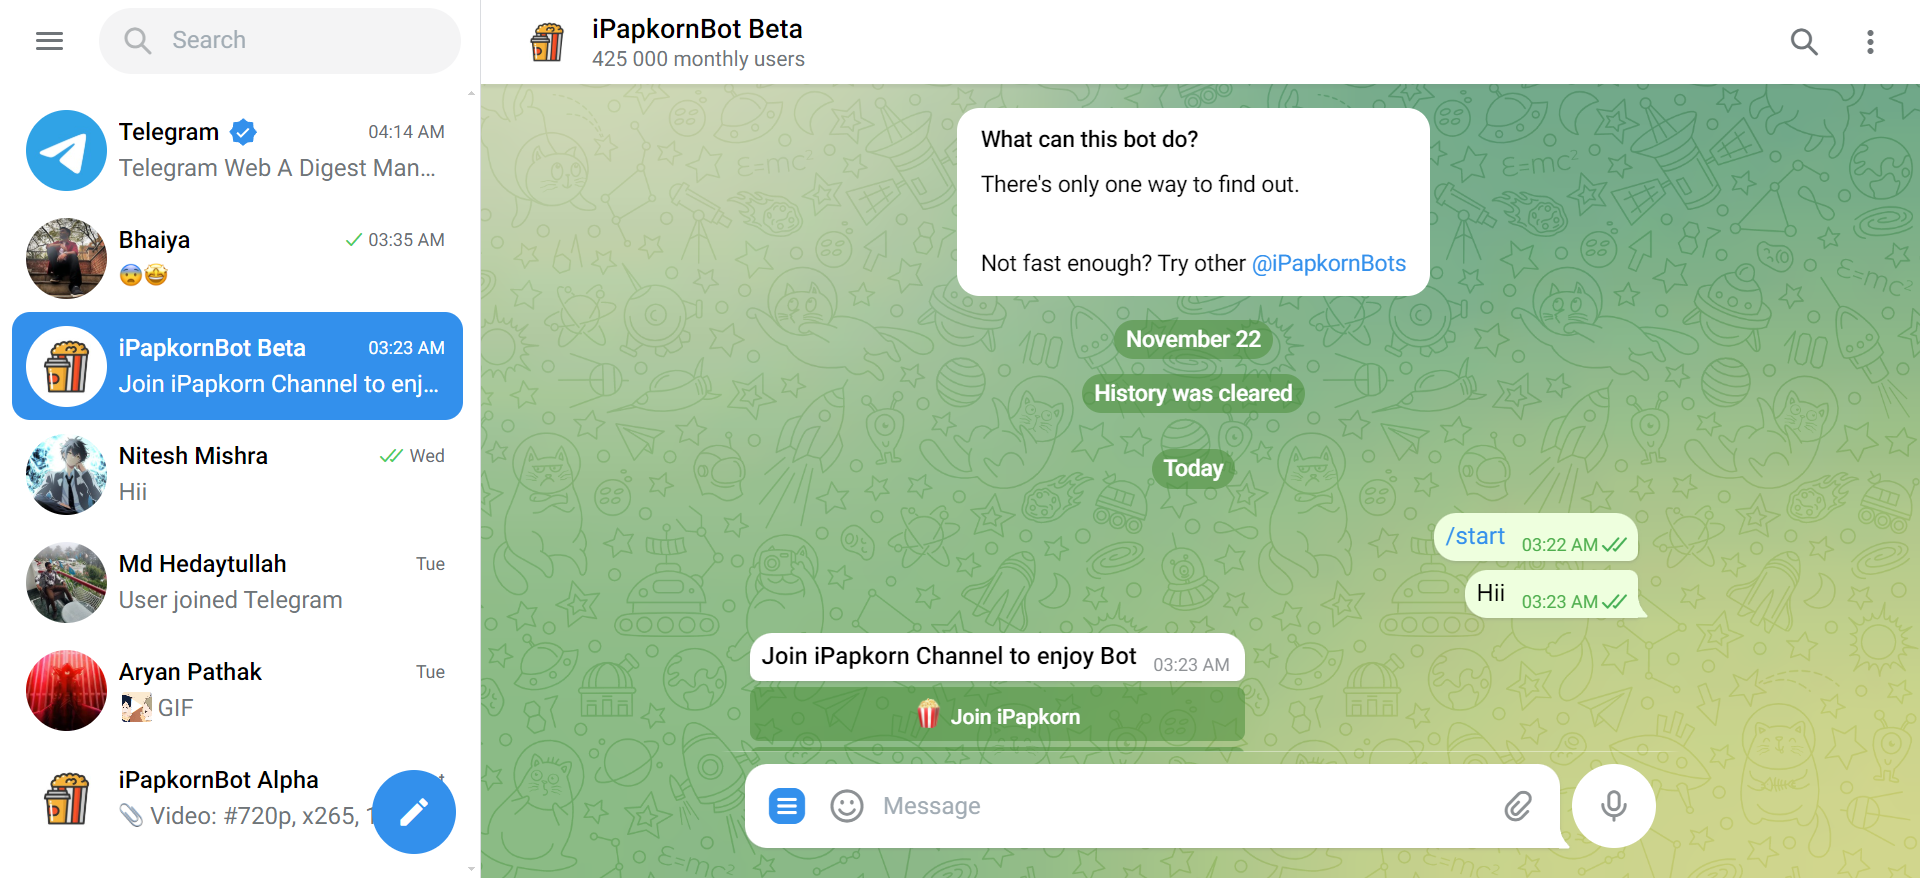 Search
Telegram
04:14 AM
Telegram Web A Digest Man...
Bhaiya
03:35 AM
iPapkornBot Beta
03:23 AM
Join iPapkorn Channel to enj...
Nitesh Mishra
Wed
Hii
Md Hedaytullah
Tue
User joined Telegram
Aryan Pathak
Tue
GIF
iPapkornBot Alpha
Video: #720p, x265, 1
iPapkornBot Beta
425 000 monthly users
What can this bot do?
There's only one way to find out.
Not fast enough? Try other @iPapkornBots
November 22
History was cleared
Today
/start 03:22 AM
Hii 03:23 AM
Join iPapkorn Channel to enjoy Bot 03:23 AM
Join iPapkorn
Message